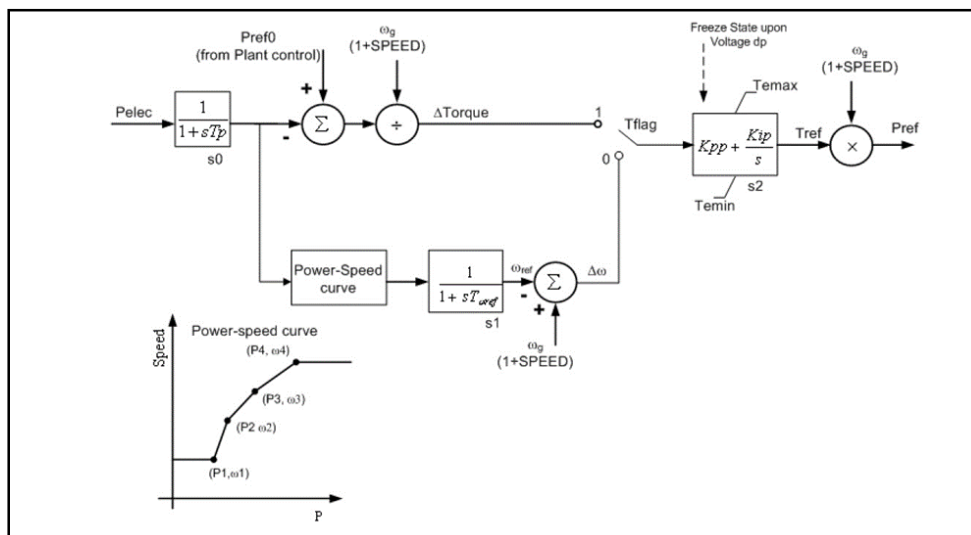 Pref0
(from Plant control)
ωg
(1+SPEED)
Freeze State upon
Voltage dp
ωg
(1+SPEED)
Pelec
1
1+sTp
s0
+
-
Σ
÷
ΔTorque
1
Tflag
0
Temax
Kpp + Kip
s
s2
Temin
Tref
×
Pref
Power-Speed
curve
1
1 + sTωref
s1
ωref
-
+
Σ
Δω
ωg
(1+SPEED)
Speed
Power-speed curve
(P4, ω4)
(P3, ω3)
(P2 ω2)
(P1,ω1)
P